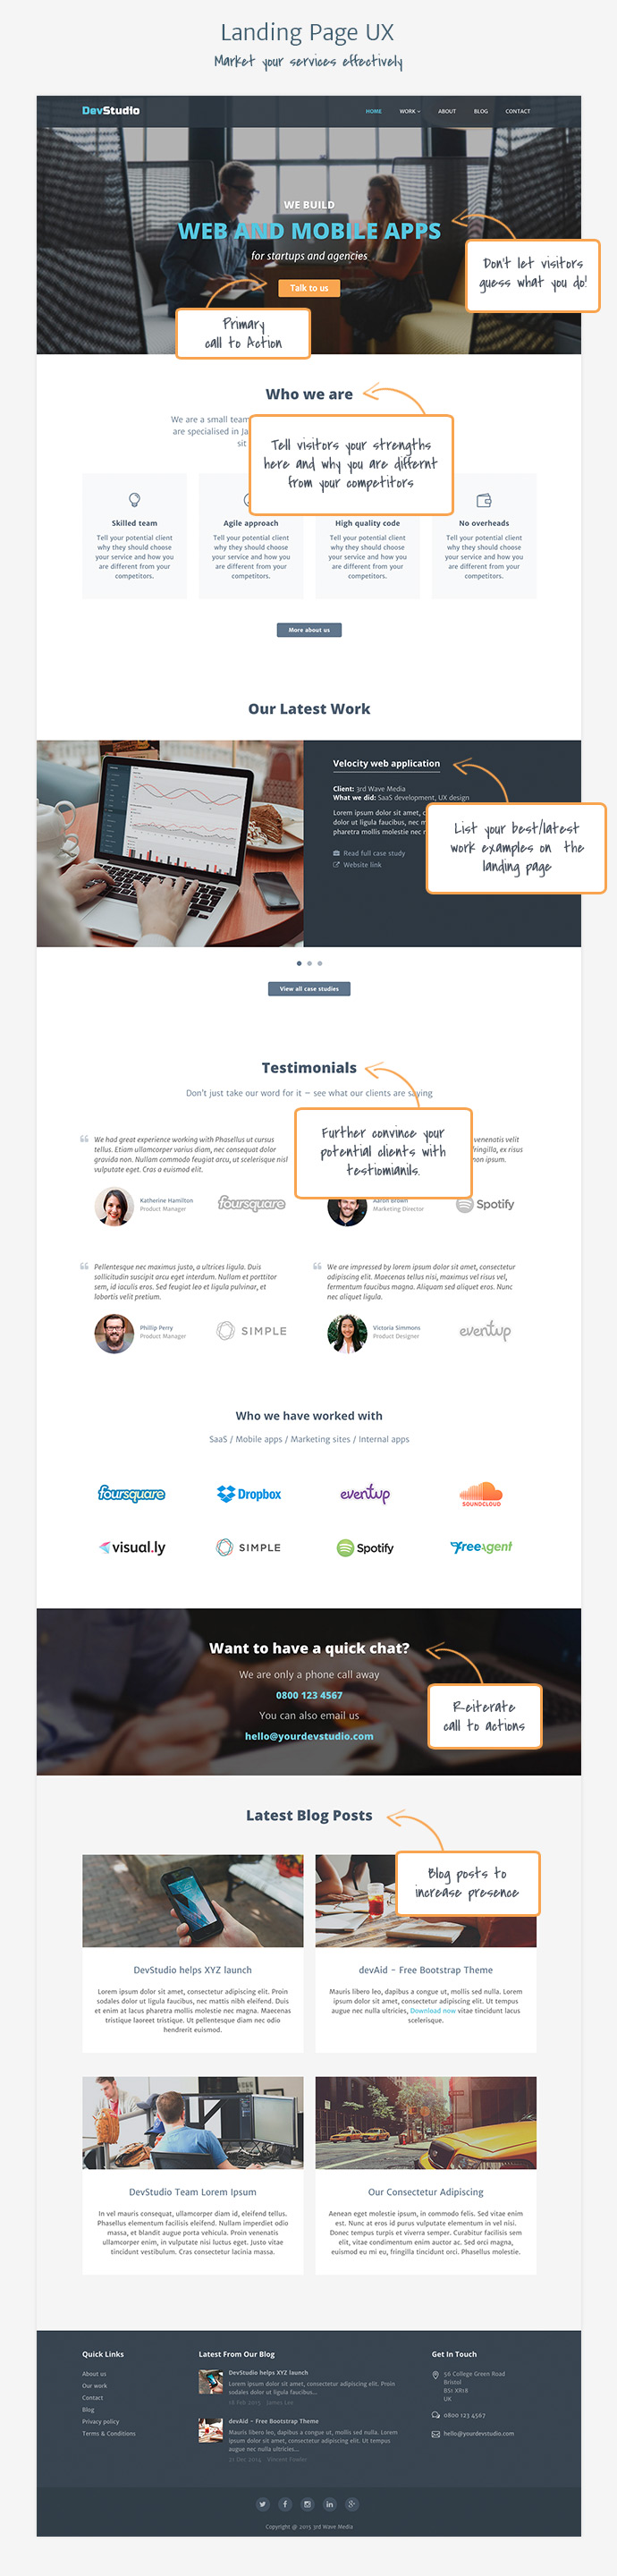 Landing Page UX
Market your services effectively
DevStudio
HOME WORK ABOUT BLOG CONTACT
WE BUILD
WEB AND MOBILE APPS
for startups and agencies
Talk to us
Don't let visitors
guess what you do!
Primary
call to Action
Who we are
We are a small team
are specialised in Ja
sit
Tell visitors your strengths
here and why you are differnt
from your competitors
Skilled team
Tell your potential client
why they should choose
your service and how you
are different from your
competitors.
Agile approach
Tell your potential client
why they should choose
your service and how you
are different from your
competitors.
High quality code
Tell your potential client
why they should choose
your service and how you
are different from your
competitors.
No overheads
Tell your potential client
why they should choose
your service and how you
are different from your
competitors.
More about us
Our Latest Work
Velocity web application
Client: 3rd Wave Media
What we did: SaaS development, UX design
Lorem ipsum dolor sit amet, c
dolor ut ligula faucibus, nec m
pharetra mollis molestie nec r
Read full case study
Website link
List your best/latest
work examples on the
landing page
View all case studies
Testimonials
Don't just take our word for it – see what our clients are saying
Further convince your
potential clients with
testiomianils.
We had great experience working with Phasellus ut cursus
tellus. Etiam ullamcorper varius diam, nec consequat dolor
gravida non. Nullam commodo feugiat arcu, ut scelerisque nisl
vulputate eget. Cras a euismod elit.
Katherine Hamilton
Product Manager
foursquare
venenatis velit
fringilla, ex risus
non ipsum.
Aaron Brown
Marketing Director
Spotify
Pellentesque nec maximus justo, a ultrices ligula. Duis
sollicitudin suscipit arcu eget interdum. Nullam et porttitor
sem, id iaculis eros. Sed feugiat leo et ligula pulvinar, et
lobortis velit pretium.
Phillip Perry
Product Manager
SIMPLE
We are impressed by lorem ipsum dolor sit amet, consectetur
adipiscing elit. Maecenas tellus nisi, maximus vel risus vel,
fermentum faucibus magna. Aliquam sed aliquet eros. Nunc
nec aliquet ligula.
Victoria Simmons
Product Designer
eventup
Who we have worked with
SaaS / Mobile apps / Marketing sites / Internal apps
foursquare
Dropbox
eventup
SOUNDCLOUD
visual.ly
SIMPLE
Spotify
FreeAgent
Want to have a quick chat?
We are only a phone call away
0800 123 4567
You can also email us
hello@yourdevstudio.com
Reiterate
call to actions
Latest Blog Posts
Blog posts to
increase presence
DevStudio helps XYZ launch
Lorem ipsum dolor sit amet, consectetur adipiscing elit. Proin
sodales dolor ut ligula faucibus, nec mattis nibh eleifend. Duis
et enim at lacus pharetra mollis molestie nec magna. Maecenas
tristique laoreet tristique. Ut pellentesque diam nec odio
hendrerit euismod.
devAid – Free Bootstrap Theme
Mauris libero leo, dapibus a congue ut, mollis sed nulla. Lorem
ipsum dolor sit amet, consectetur adipiscing elit. Ut tempus
augue nec nulla ultricies, Download now vitae tincidunt lacus
scelerisque.
DevStudio Team Lorem Ipsum
In vel mauris consequat, ullamcorper diam id, eleifend tellus.
Phasellus elementum facilisis eleifend. Nullam imperdiet odio
massa, et blandit augue porta vehicula. Proin venenatis
ullamcorper enim, in vulputate nisi luctus eget. Justo vitae
tincidunt vestibulum. Cras consectetur lacinia massa.
Our Consectetur Adipiscing
Aenean eget molestie ipsum, in commodo felis. Sed vitae enim
est. Nunc at eros id purus vulputate elementum in vel nisi.
Donec tempus turpis et viverra semper. Curabitur facilisis sem
elit, vitae condimentum enim auctor ac. Sed orci magna,
euismod eu mi eu, fringilla tincidunt orci. Phasellus molestie.
Quick Links
About us
Our work
Contact
Blog
Privacy policy
Terms & Conditions
Latest From Our Blog
DevStudio helps XYZ launch
Lorem ipsum dolor sit amet, consectetur adipiscing elit. Proin
sodales dolor ut ligula faucibus...
18 Feb 2015 James Lee
devAid – Free Bootstrap Theme
Mauris libero leo, dapibus a congue ut, mollis sed nulla. Lorem
ipsum dolor sit amet, consectetur adipiscing elit. Ut tempus
augue nec nulla ultricies...
Get In Touch
56 College Green Road
Bristol
BS1 XR18
UK
0800 123 4567
hello@yourdevstudio.com
Copyright @ 2015 3rd Wave Media